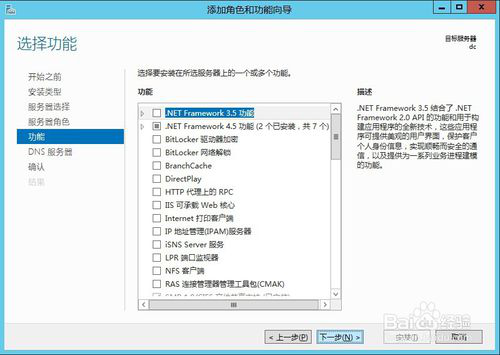 添加角色和功能向导
选择功能
目标服务器
dc
开始之前
安装类型
服务器选择
服务器角色
功能
DNS 服务器
确认
结果
选择要安装在所选服务器上的一个或多个功能。
功能
.NET Framework 3.5 功能
.NET Framework 4.5 功能 (2 个已安装，共 7 个)
BitLocker 驱动器加密
BitLocker 网络解锁
BranchCache
DirectPlay
HTTP 代理上的 RPC
IIS 可承载 Web 核心
Internet 打印客户端
IP 地址管理(IPAM)服务器
iSNS Server 服务
LPR 端口监视器
NFS 客户端
RAS 连接管理器管理工具包(CMAK)
描述
.NET Framework 3.5 结合了 .NET
Framework 2.0 API 的功能和用于构
建应用程序的全新技术，这些应用程
序可提供美观的用户界面，保护客户
个人身份信息，实现顺畅而安全的通
信，以及提供为一系列业务过程建模
的功能。
< 上一步(P)
下一步(N) >
安装(I)
取消
Baidu 经验